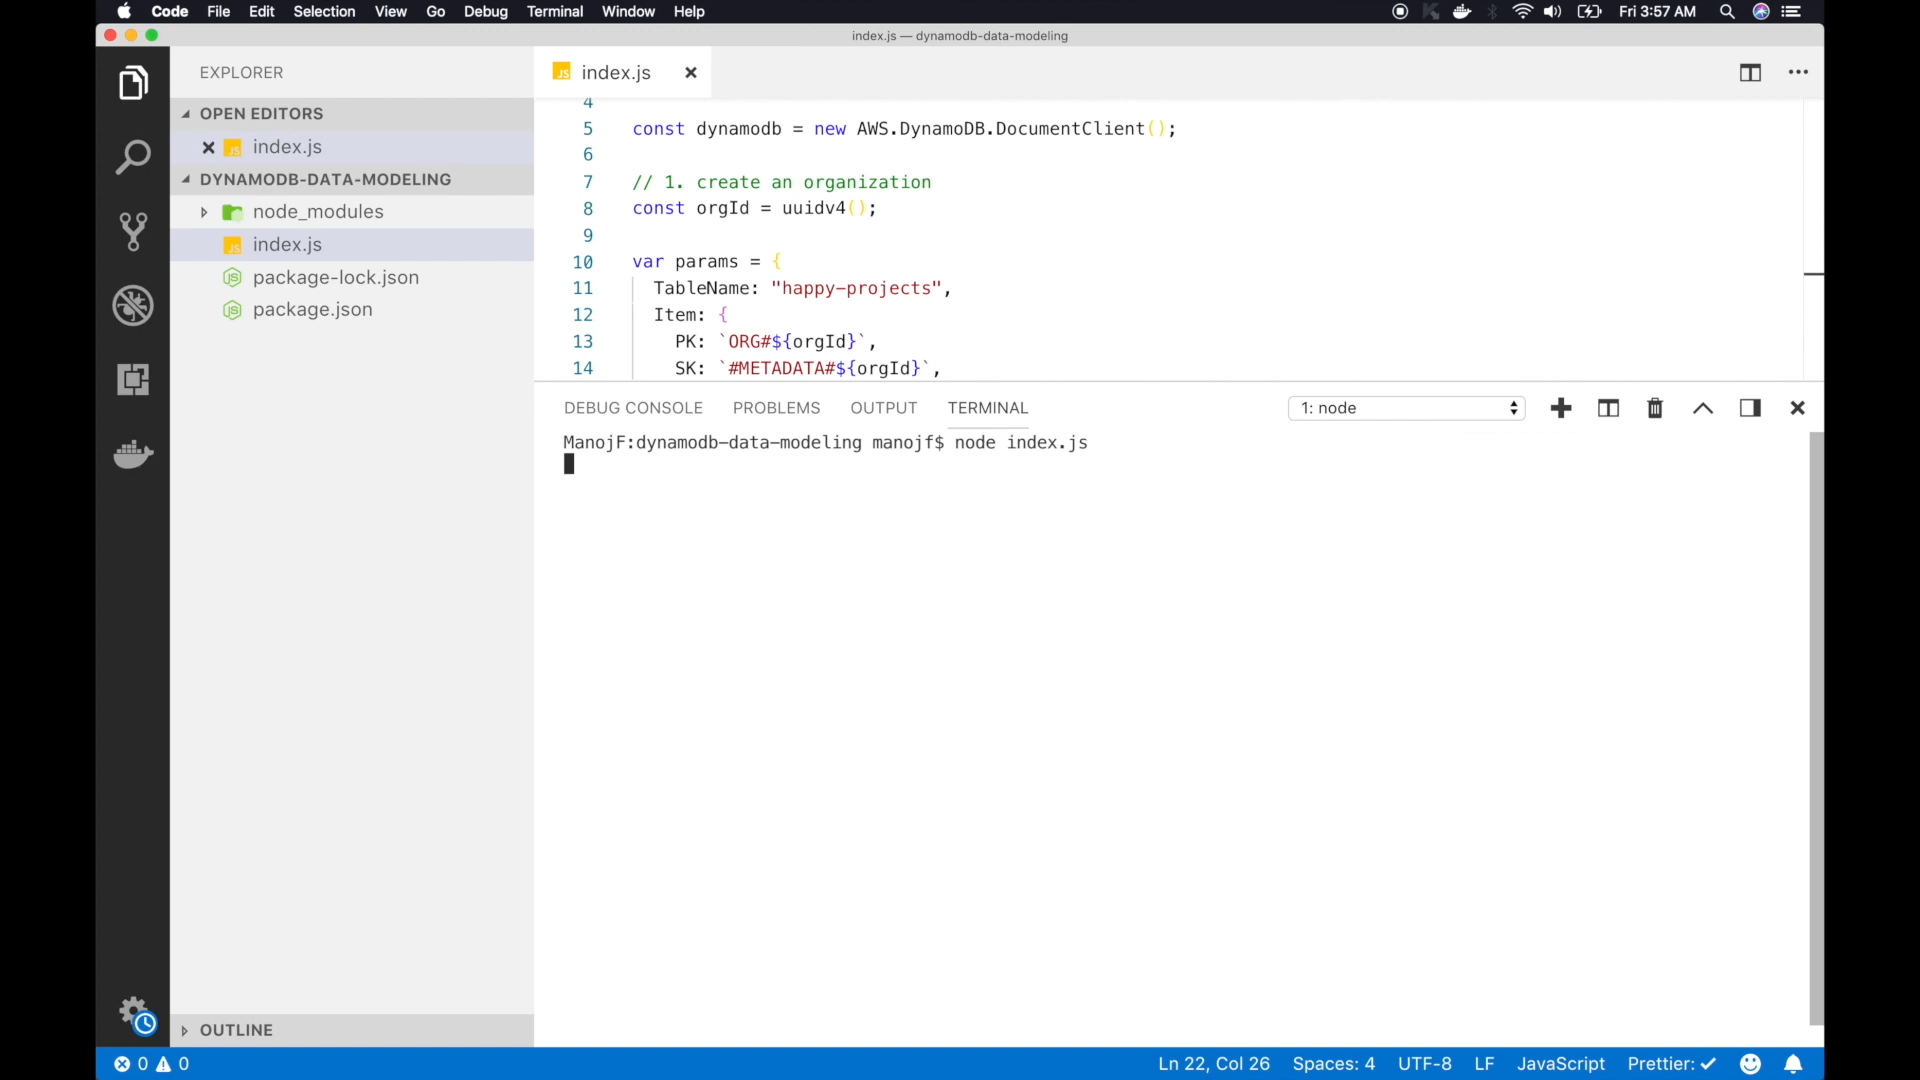 Code File Edit Selection View Go Debug Terminal Window Help Fri 3:57 AM
index.js — dynamodb-data-modeling
EXPLORER
OPEN EDITORS
index.js
DYNAMODB-DATA-MODELING
node_modules
index.js
package-lock.json
package.json
OUTLINE
index.js
4
5 const dynamodb = new AWS.DynamoDB.DocumentClient();
6
7 // 1. create an organization
8 const orgId = uuidv4();
9
10 var params = {
11 TableName: "happy-projects",
12 Item: {
13 PK: `ORG#${orgId}`,
14 SK: `#METADATA#${orgId}`,
DEBUG CONSOLE PROBLEMS OUTPUT TERMINAL 1: node
ManojF:dynamodb-data-modeling manojf$ node index.js
0 0 Ln 22, Col 26 Spaces: 4 UTF-8 LF JavaScript Prettier: ✓